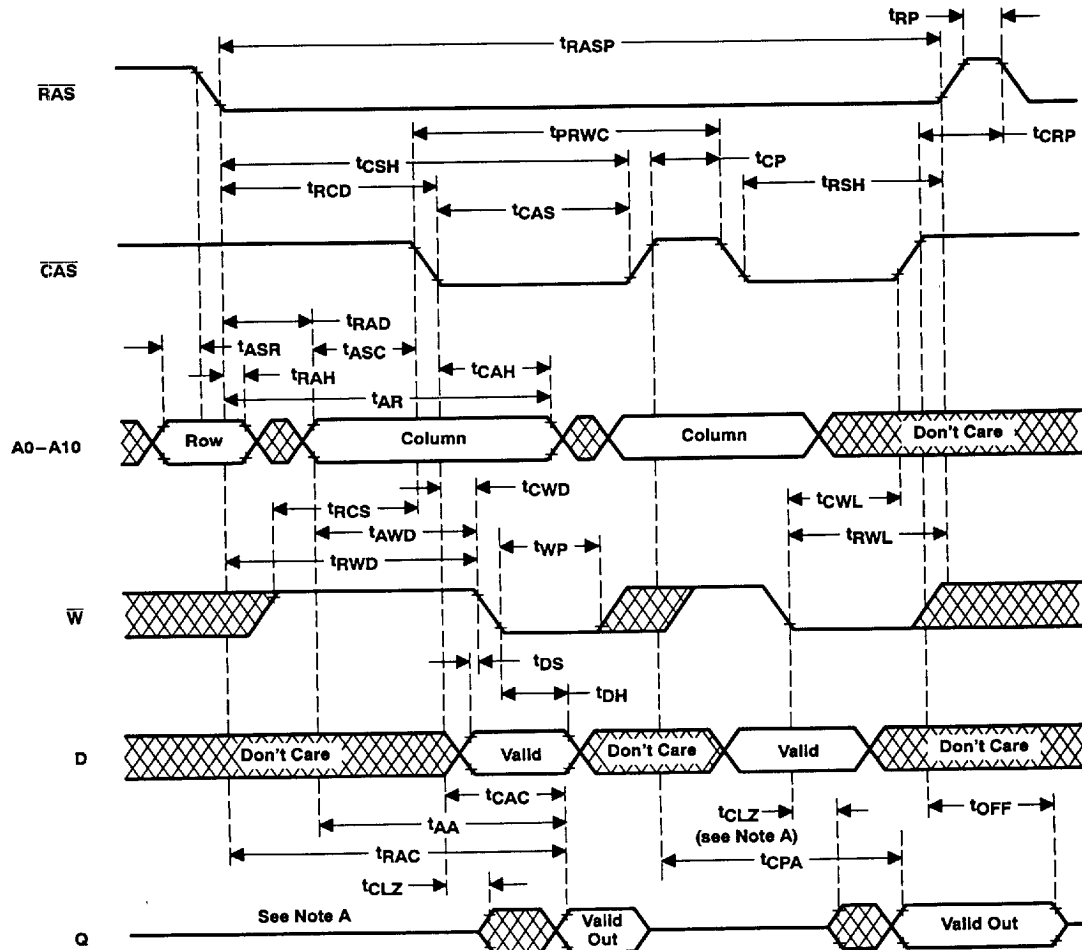 tRP
tRASP
RAS
tPRWC
tCRP
tCSH
tCP
tRCD
tRSH
tCAS
CAS
tRAD
tASR
tASC
tRAH
tCAH
tAR
A0–A10
Row
Column
Column
Don't Care
tCWD
tRCS
tCWL
tAWD
tRWD
tWP
tRWL
W
tDS
tDH
D
Don't Care
Valid
Don't Care
Valid
Don't Care
tCAC
tCLZ
tOFF
tAA
(see Note A)
tRAC
tCPA
tCLZ
See Note A
Q
Valid
Out
Valid Out